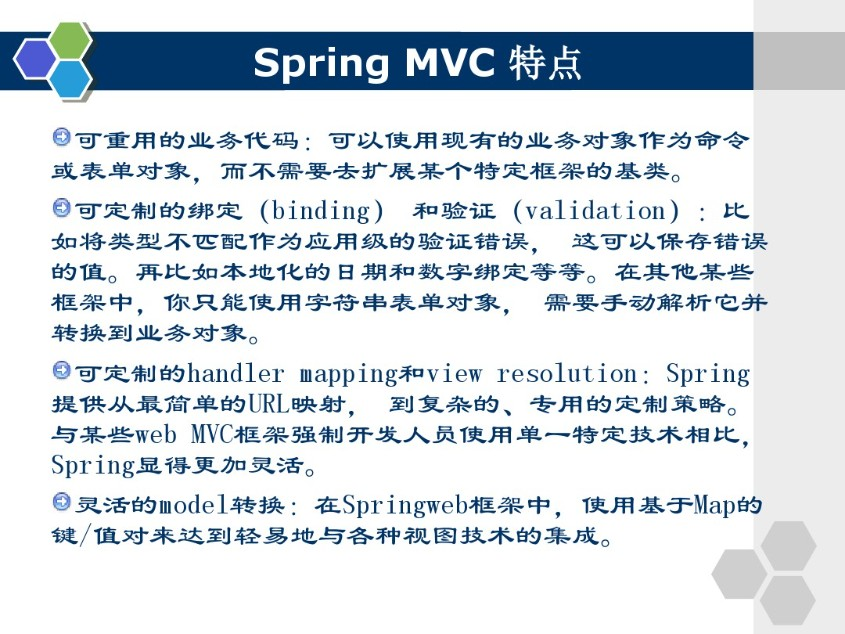 Spring MVC 特点
可重用的业务代码：可以使用现有的业务对象作为命令
或表单对象，而不需要去扩展某个特定框架的基类。
可定制的绑定（binding） 和验证（validation）：比
如将类型不匹配作为应用级的验证错误， 这可以保存错误
的值。再比如本地化的日期和数字绑定等等。在其他某些
框架中，你只能使用字符串表单对象， 需要手动解析它并
转换到业务对象。
可定制的handler mapping和view resolution：Spring
提供从最简单的URL映射， 到复杂的、专用的定制策略。
与某些web MVC框架强制开发人员使用单一特定技术相比，
Spring显得更加灵活。
灵活的model转换：在Springweb框架中，使用基于Map的
键/值对来达到轻易地与各种视图技术的集成。